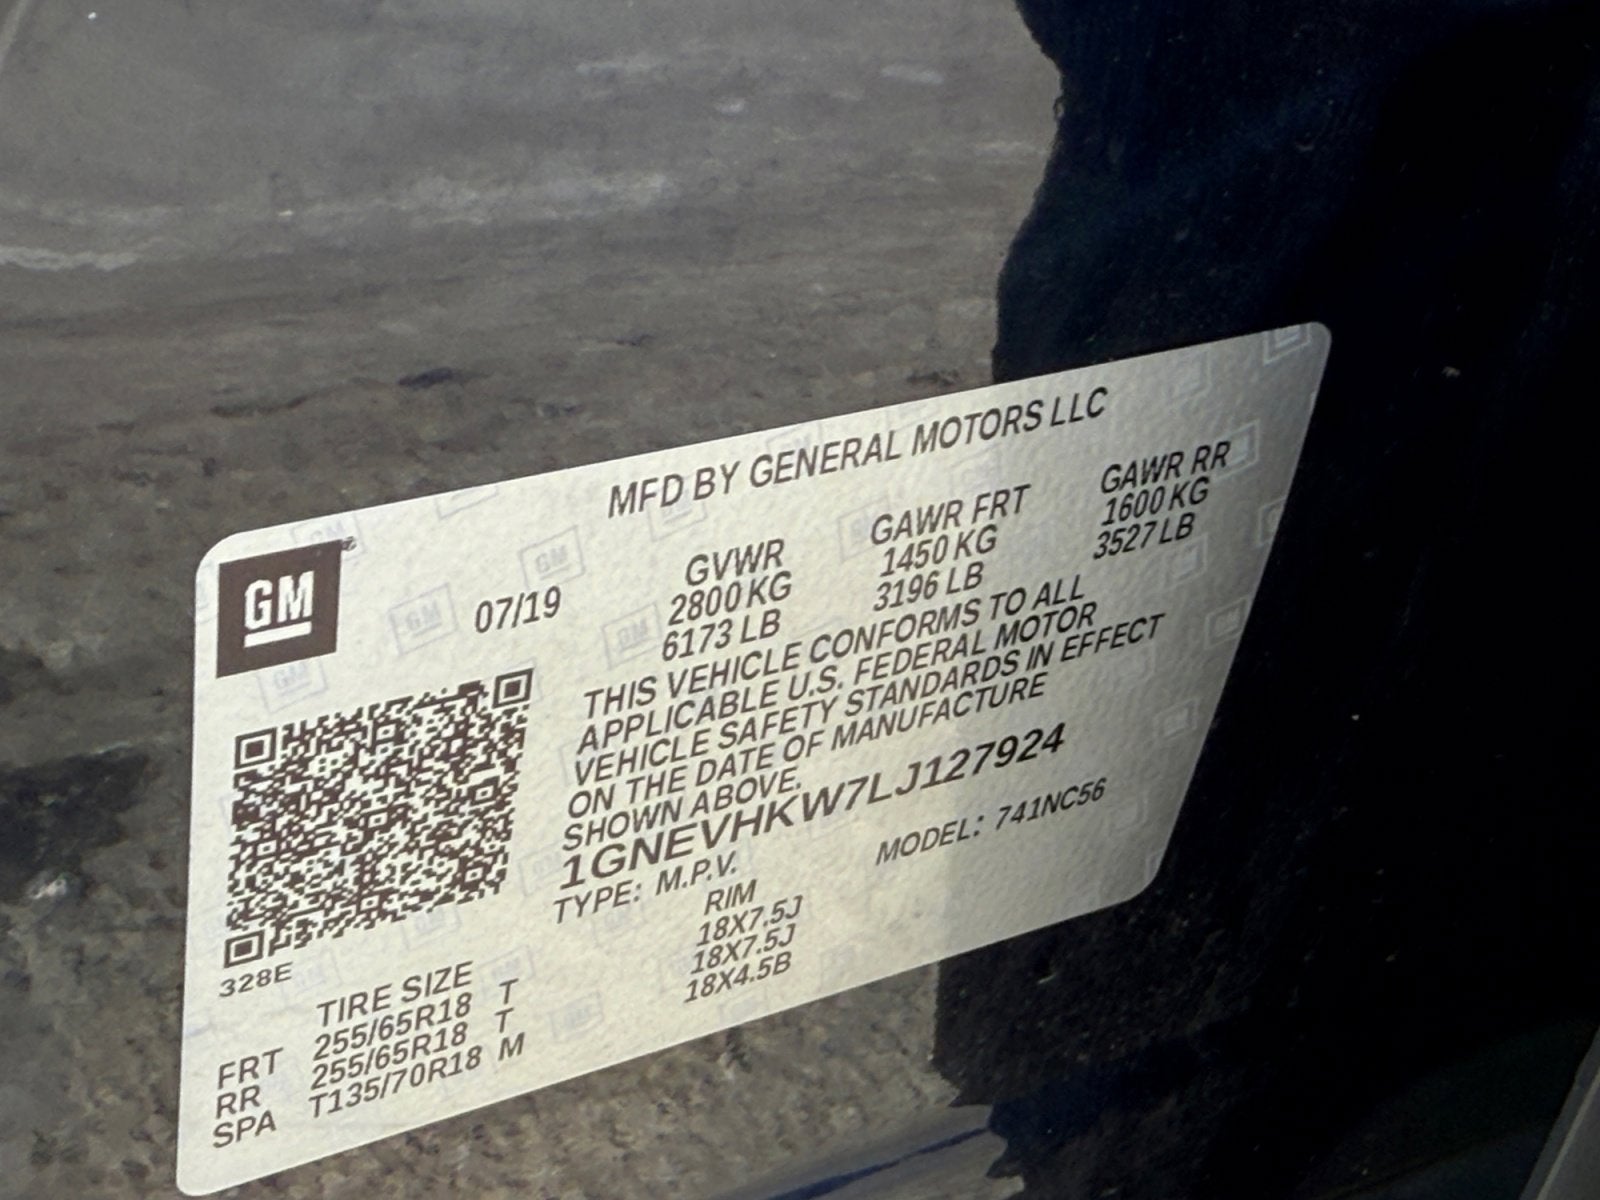 MFD BY GENERAL MOTORS LLC
GM
07/19
GVWR
2800 KG
6173 LB
GAWR FRT
1450 KG
3196 LB
GAWR RR
1600 KG
3527 LB
THIS VEHICLE CONFORMS TO ALL
APPLICABLE U.S. FEDERAL MOTOR
VEHICLE SAFETY STANDARDS IN EFFECT
ON THE DATE OF MANUFACTURE
SHOWN ABOVE.
1GNEVHKW7LJ127924
TYPE: M.P.V. MODEL: 741NC56
328E
TIRE SIZE RIM
FRT 255/65R18 T 18X7.5J
RR 255/65R18 T 18X7.5J
SPA T135/70R18 M 18X4.5B